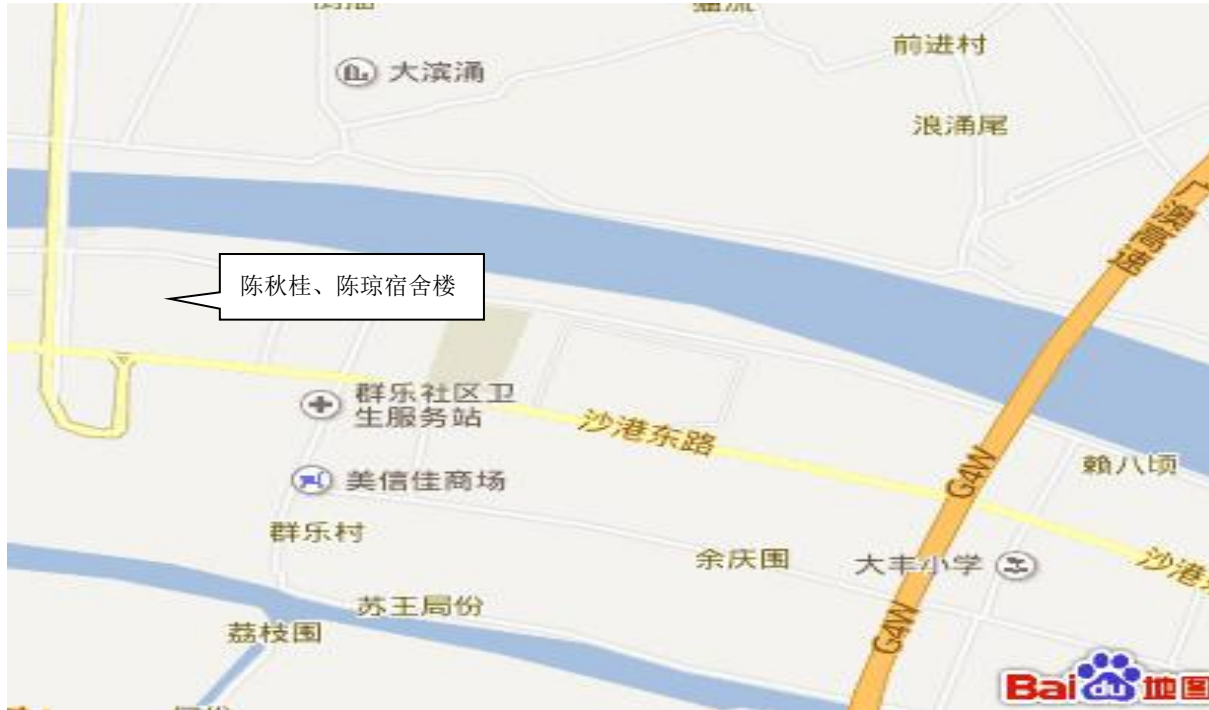 大滨涌
前进村
浪涌尾
广澳高速
陈秋桂、陈琼宿舍楼
群乐社区卫
生服务站
沙港东路
美信佳商场
G4W
赖八顷
群乐村
余庆围
大丰小学
沙港
苏王局份
荔枝围
G4W
Bai du 地图